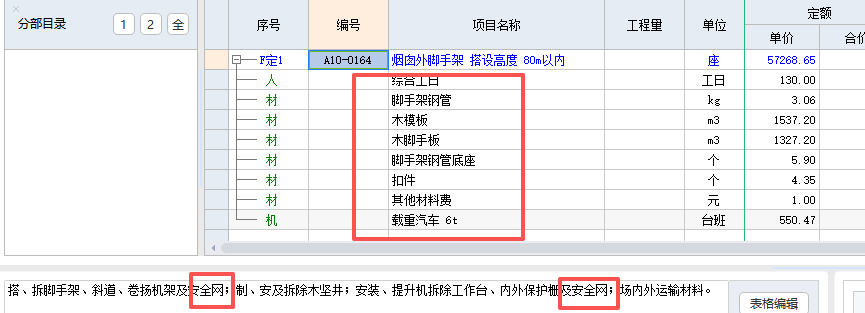 分部目录 1 2 全
序号 编号 项目名称 工程量 单位 定额
单价 合价
F定1 A10-0164 烟囱外脚手架 搭设高度 80m以内 座 57268.65
人 综合工日 工日 130.00
材 脚手架钢管 kg 3.06
材 木模板 m3 1537.20
材 木脚手板 m3 1327.20
材 脚手架钢管底座 个 5.90
材 扣件 个 4.35
材 其他材料费 元 1.00
机 载重汽车 6t 台班 550.47
搭、拆脚手架、斜道、卷扬机架及安全网；制、安及拆除木坚井；安装、提升机拆除工作台、内外保护栅及安全网；场内外运输材料。
表格编辑